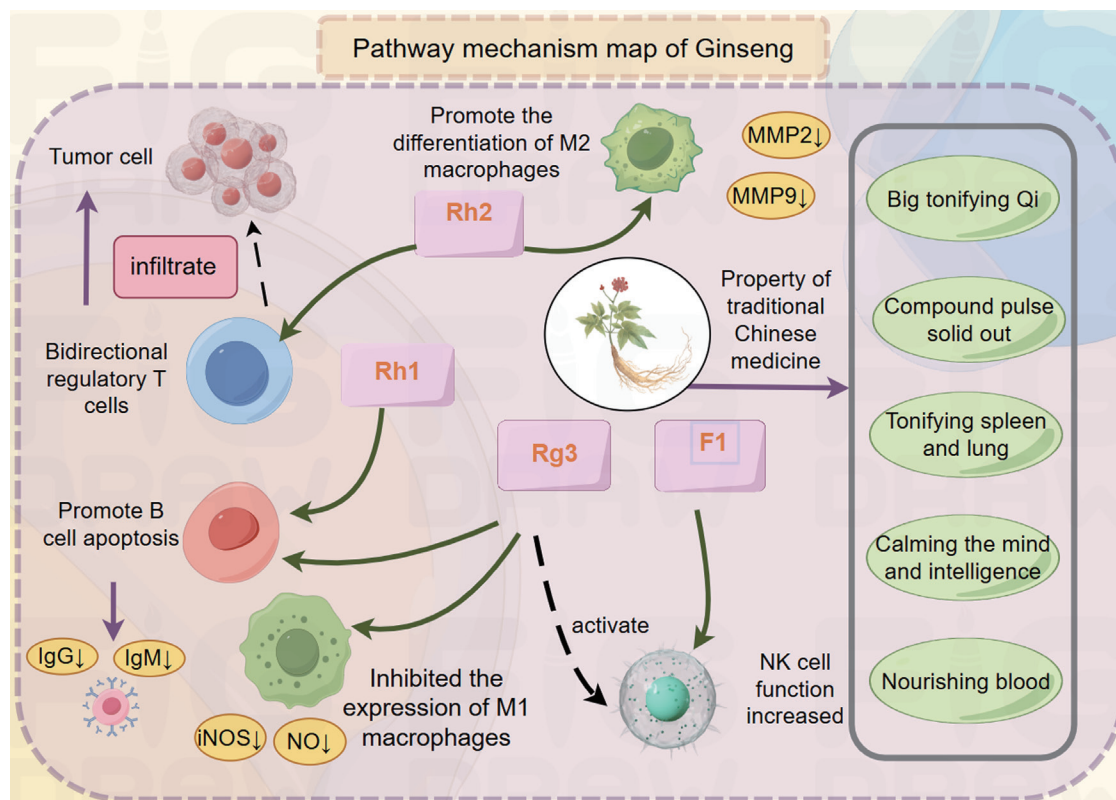 Pathway mechanism map of Ginseng
Tumor cell
Promote the
differentiation of M2
macrophages
MMP2↓
MMP9↓
Rh2
infiltrate
Bidirectional
regulatory T
cells
Rh1
Property of
traditional
Chinese
medicine
Big tonifying Qi
Compound pulse
solid out
Tonifying spleen
and lung
Calming the mind
and intelligence
Nourishing blood
Rg3
F1
Promote B
cell apoptosis
IgG↓
IgM↓
iNOS↓
NO↓
Inhibited the
expression of M1
macrophages
activate
NK cell
function
increased
FIG
DRAW